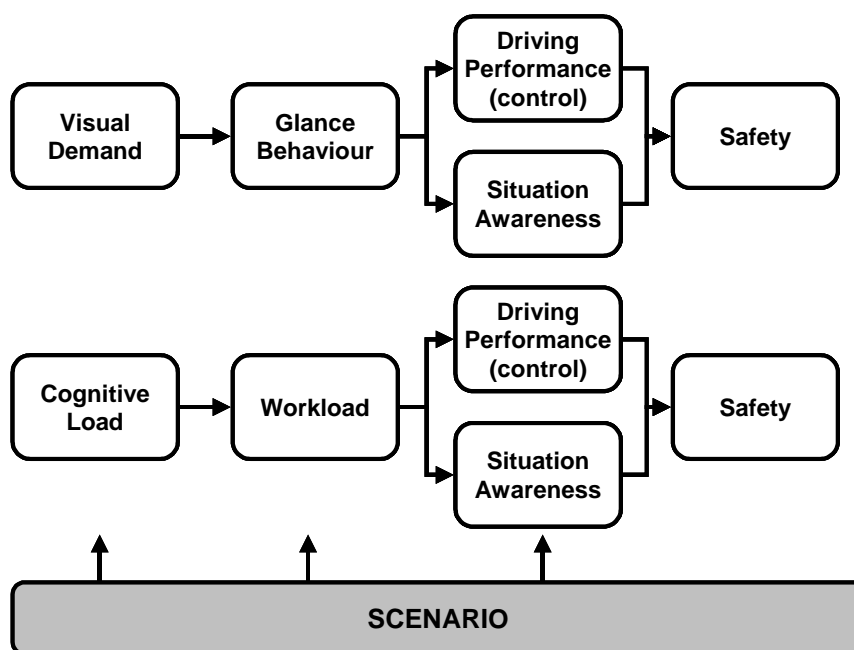 Visual
Demand
Glance
Behaviour
Driving
Performance
(control)
Situation
Awareness
Safety
Cognitive
Load
Workload
Driving
Performance
(control)
Situation
Awareness
Safety
SCENARIO